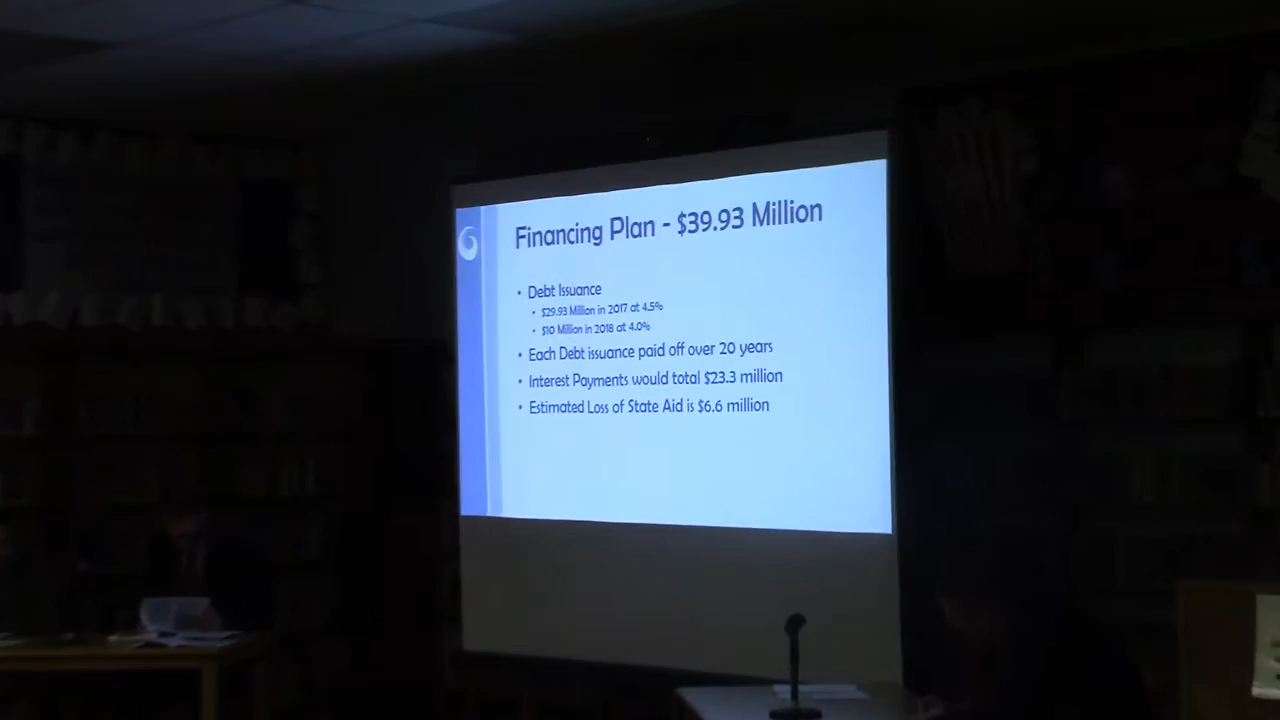 Financing Plan - $39.93 Million
• Debt Issuance
• $29.93 Million in 2017 at 4.5%
• $10 Million in 2018 at 4.0%
• Each Debt issuance paid off over 20 years
• Interest Payments would total $23.3 million
• Estimated Loss of State Aid is $6.6 million